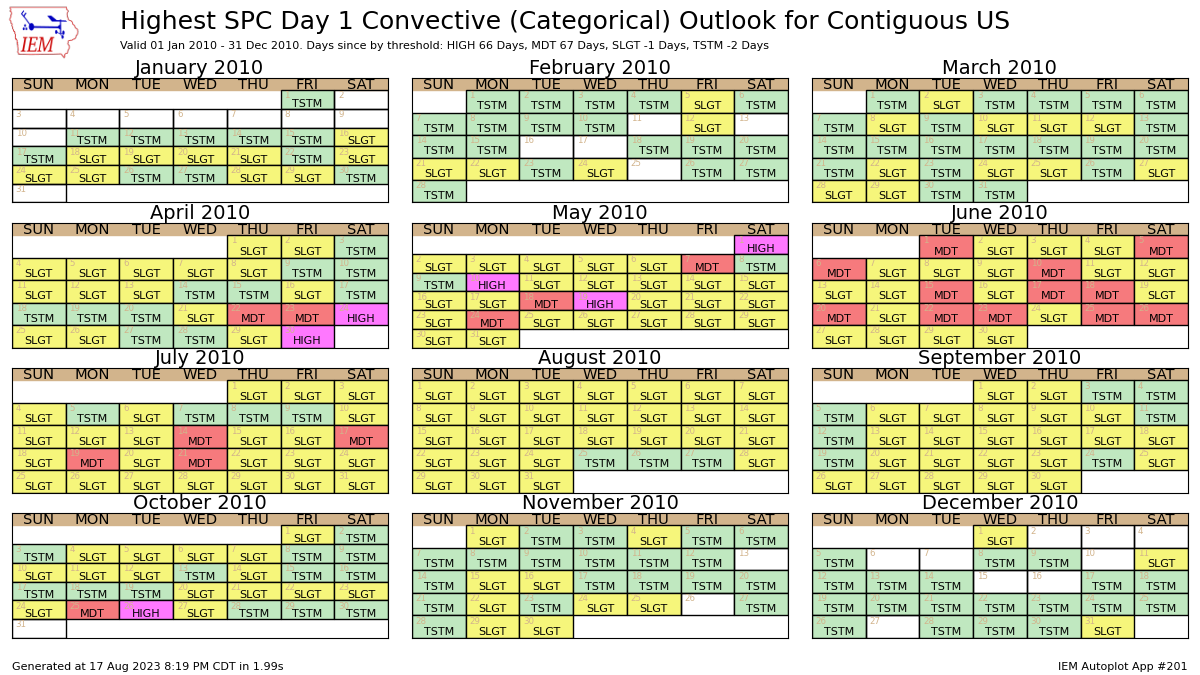 IEM
Highest SPC Day 1 Convective (Categorical) Outlook for Contiguous US
Valid 01 Jan 2010 - 31 Dec 2010. Days since by threshold: HIGH 66 Days, MDT 67 Days, SLGT -1 Days, TSTM -2 Days
January 2010
SUN MON TUE WED THU FRI SAT
1 TSTM 2
3 4 5 6 7 8 9
10 11 TSTM 12 TSTM 13 TSTM 14 TSTM 15 TSTM 16 SLGT
17 TSTM 18 SLGT 19 SLGT 20 SLGT 21 SLGT 22 TSTM 23 SLGT
24 SLGT 25 SLGT 26 TSTM 27 TSTM 28 SLGT 29 SLGT 30 TSTM
31
February 2010
SUN MON TUE WED THU FRI SAT
1 TSTM 2 TSTM 3 TSTM 4 TSTM 5 SLGT 6 TSTM
7 TSTM 8 TSTM 9 TSTM 10 TSTM 11 12 SLGT 13
14 TSTM 15 TSTM 16 17 18 TSTM 19 TSTM 20 TSTM
21 SLGT 22 SLGT 23 TSTM 24 SLGT 25 26 TSTM 27 TSTM
28 TSTM
March 2010
SUN MON TUE WED THU FRI SAT
1 TSTM 2 SLGT 3 TSTM 4 TSTM 5 TSTM 6 TSTM
7 TSTM 8 SLGT 9 TSTM 10 SLGT 11 SLGT 12 SLGT 13 TSTM
14 TSTM 15 TSTM 16 TSTM 17 TSTM 18 TSTM 19 TSTM 20 TSTM
21 TSTM 22 SLGT 23 TSTM 24 SLGT 25 SLGT 26 TSTM 27 SLGT
28 SLGT 29 SLGT 30 TSTM 31 TSTM
April 2010
SUN MON TUE WED THU FRI SAT
1 SLGT 2 SLGT 3 TSTM
4 SLGT 5 SLGT 6 SLGT 7 SLGT 8 SLGT 9 TSTM 10 TSTM
11 SLGT 12 SLGT 13 SLGT 14 TSTM 15 TSTM 16 SLGT 17 TSTM
18 TSTM 19 TSTM 20 TSTM 21 SLGT 22 MDT 23 MDT 24 HIGH
25 SLGT 26 SLGT 27 TSTM 28 TSTM 29 SLGT 30 HIGH
May 2010
SUN MON TUE WED THU FRI SAT
1 HIGH
2 SLGT 3 SLGT 4 SLGT 5 SLGT 6 SLGT 7 MDT 8 TSTM
9 TSTM 10 HIGH 11 SLGT 12 SLGT 13 SLGT 14 SLGT 15 SLGT
16 SLGT 17 SLGT 18 MDT 19 HIGH 20 SLGT 21 SLGT 22 SLGT
23 SLGT 24 MDT 25 SLGT 26 SLGT 27 SLGT 28 SLGT 29 SLGT
30 SLGT 31 SLGT
June 2010
SUN MON TUE WED THU FRI SAT
1 MDT 2 SLGT 3 SLGT 4 SLGT 5 MDT
6 MDT 7 SLGT 8 SLGT 9 SLGT 10 MDT 11 SLGT 12 SLGT
13 SLGT 14 SLGT 15 MDT 16 SLGT 17 MDT 18 MDT 19 SLGT
20 MDT 21 SLGT 22 MDT 23 MDT 24 SLGT 25 MDT 26 MDT
27 SLGT 28 SLGT 29 SLGT 30 SLGT
July 2010
SUN MON TUE WED THU FRI SAT
1 SLGT 2 SLGT 3 SLGT
4 SLGT 5 TSTM 6 SLGT 7 TSTM 8 TSTM 9 TSTM 10 SLGT
11 SLGT 12 SLGT 13 SLGT 14 MDT 15 SLGT 16 SLGT 17 MDT
18 SLGT 19 MDT 20 SLGT 21 MDT 22 SLGT 23 SLGT 24 SLGT
25 SLGT 26 SLGT 27 SLGT 28 SLGT 29 SLGT 30 SLGT 31 SLGT
August 2010
SUN MON TUE WED THU FRI SAT
1 SLGT 2 SLGT 3 SLGT 4 SLGT 5 SLGT 6 SLGT 7 SLGT
8 SLGT 9 SLGT 10 SLGT 11 SLGT 12 SLGT 13 SLGT 14 SLGT
15 SLGT 16 SLGT 17 SLGT 18 SLGT 19 SLGT 20 SLGT 21 SLGT
22 SLGT 23 SLGT 24 SLGT 25 TSTM 26 TSTM 27 TSTM 28 SLGT
29 SLGT 30 SLGT 31 SLGT
September 2010
SUN MON TUE WED THU FRI SAT
1 SLGT 2 SLGT 3 TSTM 4 TSTM
5 TSTM 6 SLGT 7 SLGT 8 SLGT 9 SLGT 10 SLGT 11 TSTM
12 TSTM 13 SLGT 14 SLGT 15 SLGT 16 SLGT 17 SLGT 18 SLGT
19 TSTM 20 SLGT 21 SLGT 22 SLGT 23 SLGT 24 TSTM 25 SLGT
26 SLGT 27 SLGT 28 SLGT 29 SLGT 30 SLGT
October 2010
SUN MON TUE WED THU FRI SAT
1 SLGT 2 TSTM
3 TSTM 4 SLGT 5 SLGT 6 SLGT 7 SLGT 8 TSTM 9 TSTM
10 SLGT 11 SLGT 12 SLGT 13 TSTM 14 SLGT 15 TSTM 16 TSTM
17 TSTM 18 TSTM 19 TSTM 20 SLGT 21 SLGT 22 SLGT 23 SLGT
24 SLGT 25 MDT 26 HIGH 27 SLGT 28 TSTM 29 TSTM 30 TSTM
31
November 2010
SUN MON TUE WED THU FRI SAT
1 SLGT 2 TSTM 3 TSTM 4 SLGT 5 TSTM 6 TSTM
7 TSTM 8 TSTM 9 TSTM 10 TSTM 11 TSTM 12 TSTM 13
14 TSTM 15 SLGT 16 SLGT 17 TSTM 18 TSTM 19 TSTM 20 TSTM
21 TSTM 22 SLGT 23 TSTM 24 SLGT 25 SLGT 26 27 TSTM
28 TSTM 29 SLGT 30 SLGT
December 2010
SUN MON TUE WED THU FRI SAT
1 SLGT 2 3 4
5 TSTM 6 7 8 TSTM 9 TSTM 10 11 SLGT
12 TSTM 13 TSTM 14 TSTM 15 16 17 TSTM 18 TSTM
19 TSTM 20 TSTM 21 TSTM 22 TSTM 23 TSTM 24 TSTM 25 TSTM
26 TSTM 27 28 TSTM 29 TSTM 30 TSTM 31 SLGT
Generated at 17 Aug 2023 8:19 PM CDT in 1.99s
IEM Autoplot App #201